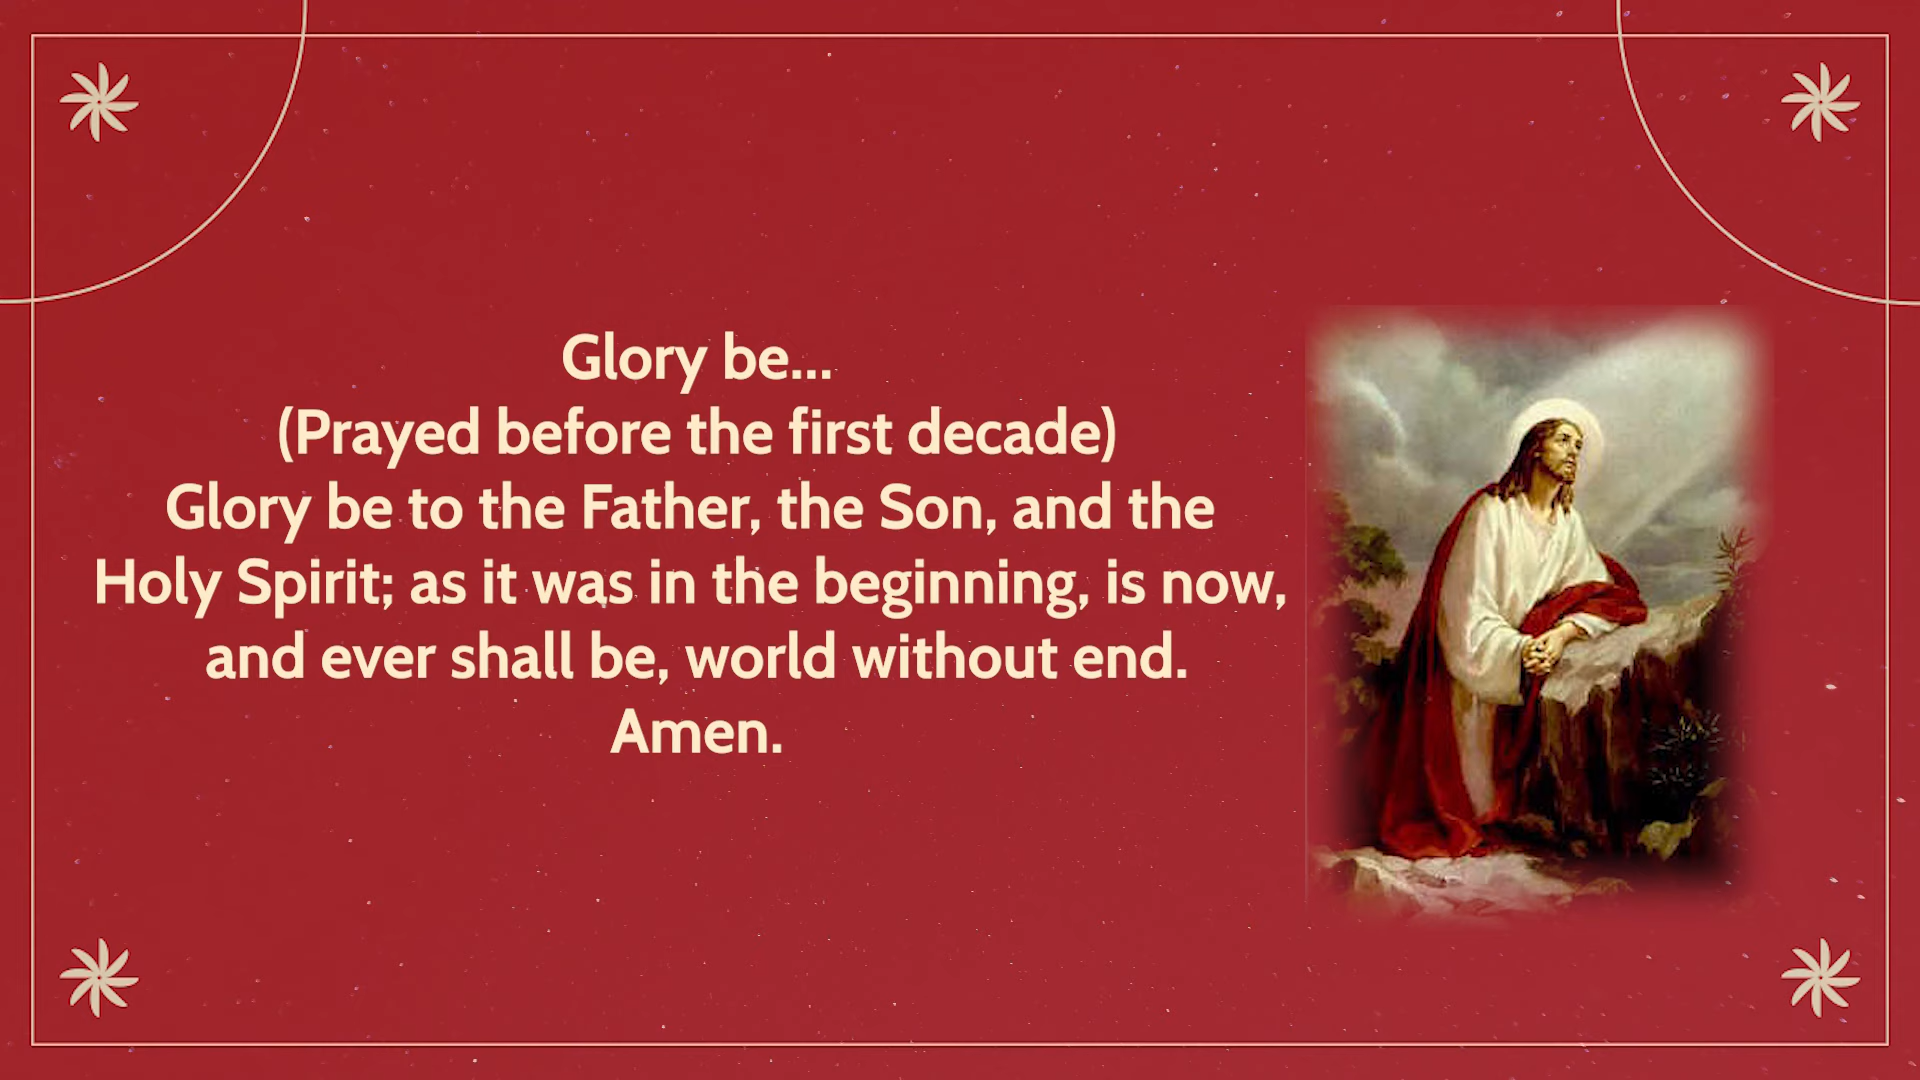 Glory be...
(Prayed before the first decade)
Glory be to the Father, the Son, and the
Holy Spirit; as it was in the beginning, is now,
and ever shall be, world without end.
Amen.